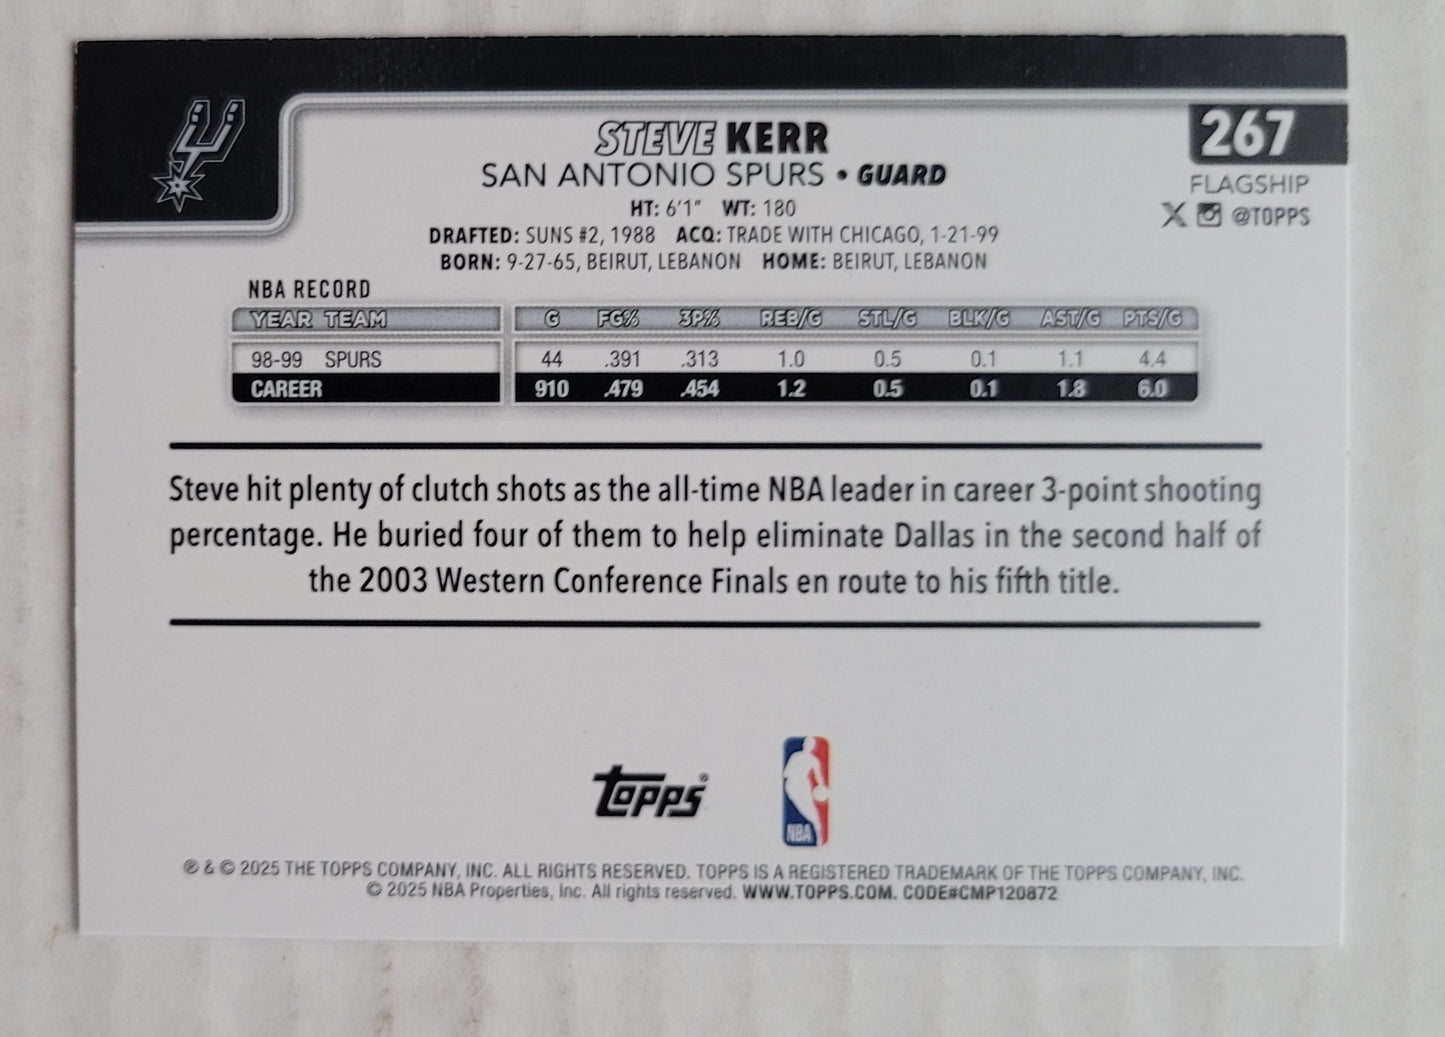 STEVE KERR
267
SAN ANTONIO SPURS • GUARD
FLAGSHIP
HT: 6'1" WT: 180
@TOPPS
DRAFTED: SUNS #2, 1988 ACQ: TRADE WITH CHICAGO, 1-21-99
BORN: 9-27-65, BEIRUT, LEBANON HOME: BEIRUT, LEBANON
NBA RECORD
YEAR TEAM G FG% 3P% REB/G STL/G BLK/G AST/G PTS/G
98-99 SPURS 44 .391 .313 1.0 0.5 0.1 1.1 4.4
CAREER 910 .479 .454 1.2 0.5 0.1 1.8 6.0
Steve hit plenty of clutch shots as the all-time NBA leader in career 3-point shooting
percentage. He buried four of them to help eliminate Dallas in the second half of
the 2003 Western Conference Finals en route to his fifth title.
Topps®
NBA
® & © 2025 THE TOPPS COMPANY, INC. ALL RIGHTS RESERVED. TOPPS IS A REGISTERED TRADEMARK OF THE TOPPS COMPANY, INC.
© 2025 NBA Properties, Inc. All rights reserved. WWW.TOPPS.COM. CODE#CMP120872